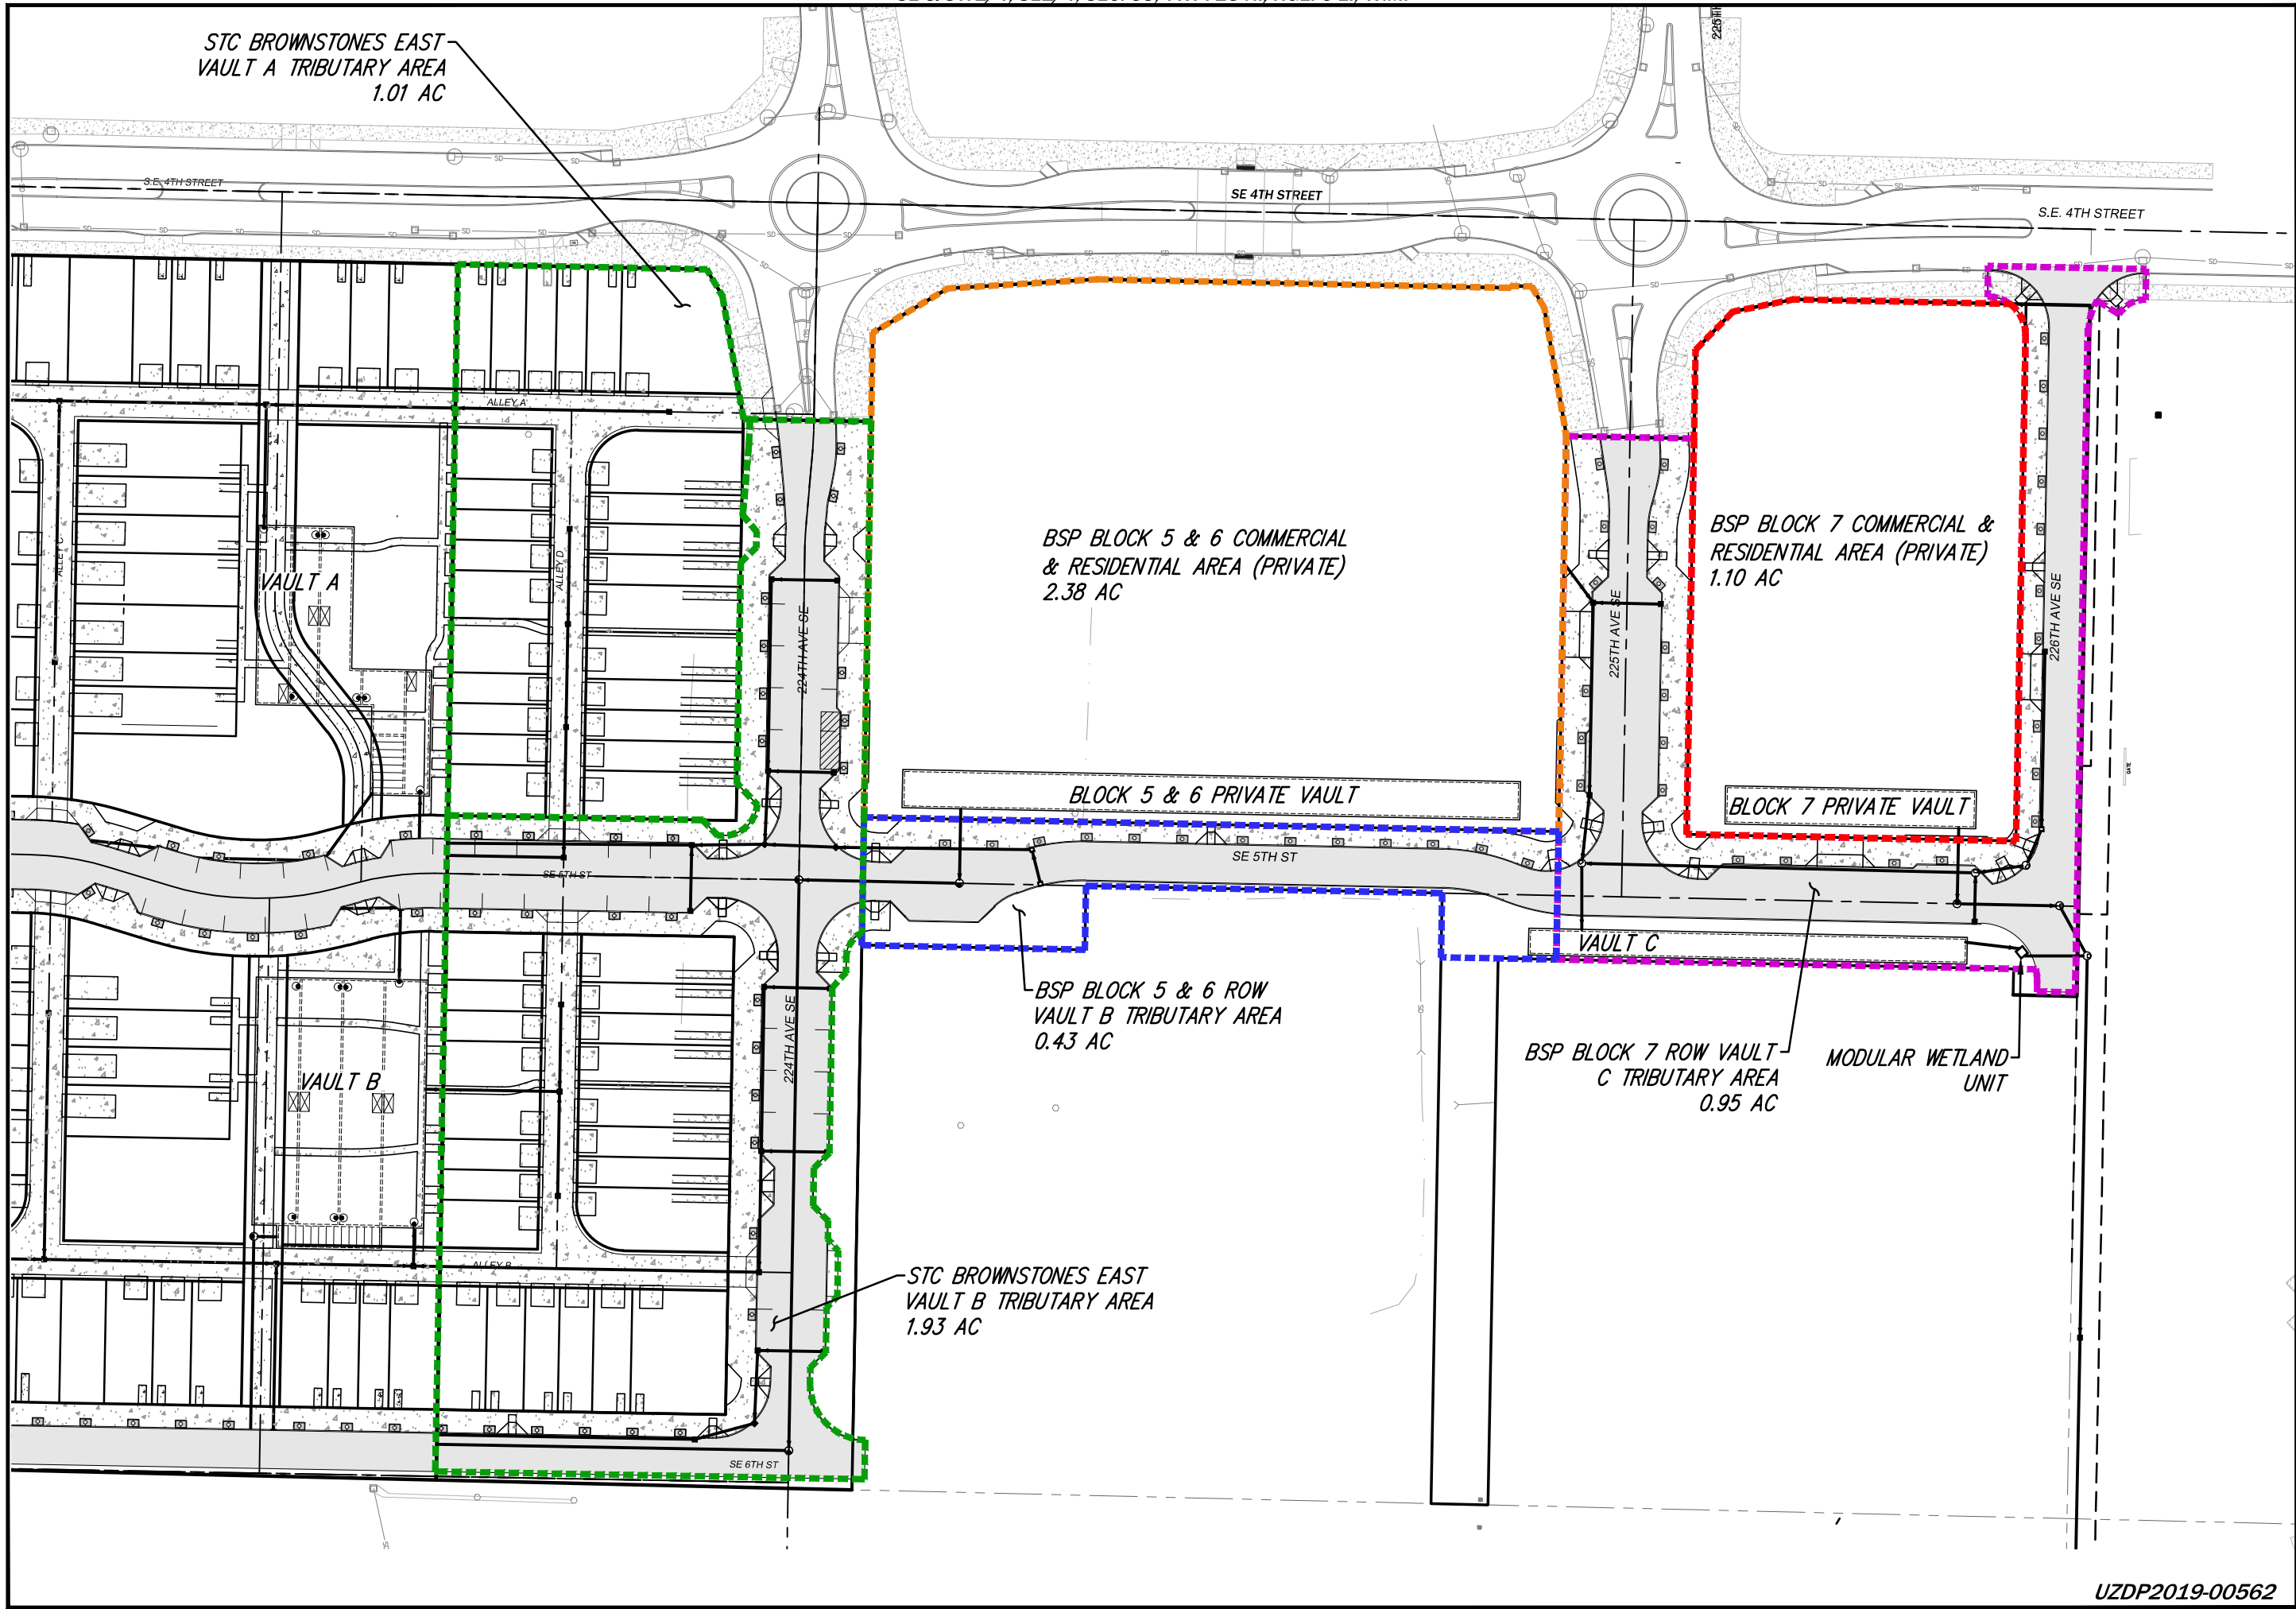 STC BROWNSTONES EAST
VAULT A TRIBUTARY AREA
1.01 AC
225TH
S.E. 4TH STREET
SE 4TH STREET
S.E. 4TH STREET
ALLEY A
ALLEY C
ALLEY D
VAULT A
224TH AVE SE
BSP BLOCK 5 & 6 COMMERCIAL
& RESIDENTIAL AREA (PRIVATE)
2.38 AC
225TH AVE SE
BSP BLOCK 7 COMMERCIAL &
RESIDENTIAL AREA (PRIVATE)
1.10 AC
226TH AVE SE
GATE
BLOCK 5 & 6 PRIVATE VAULT
BLOCK 7 PRIVATE VAULT
SE 5TH ST
SE 5TH ST
VAULT C
BSP BLOCK 5 & 6 ROW
VAULT B TRIBUTARY AREA
0.43 AC
224TH AVE SE
BSP BLOCK 7 ROW VAULT
C TRIBUTARY AREA
0.95 AC
MODULAR WETLAND
UNIT
VAULT B
ALLEY B
STC BROWNSTONES EAST
VAULT B TRIBUTARY AREA
1.93 AC
SE 6TH ST
UZDP2019-00562